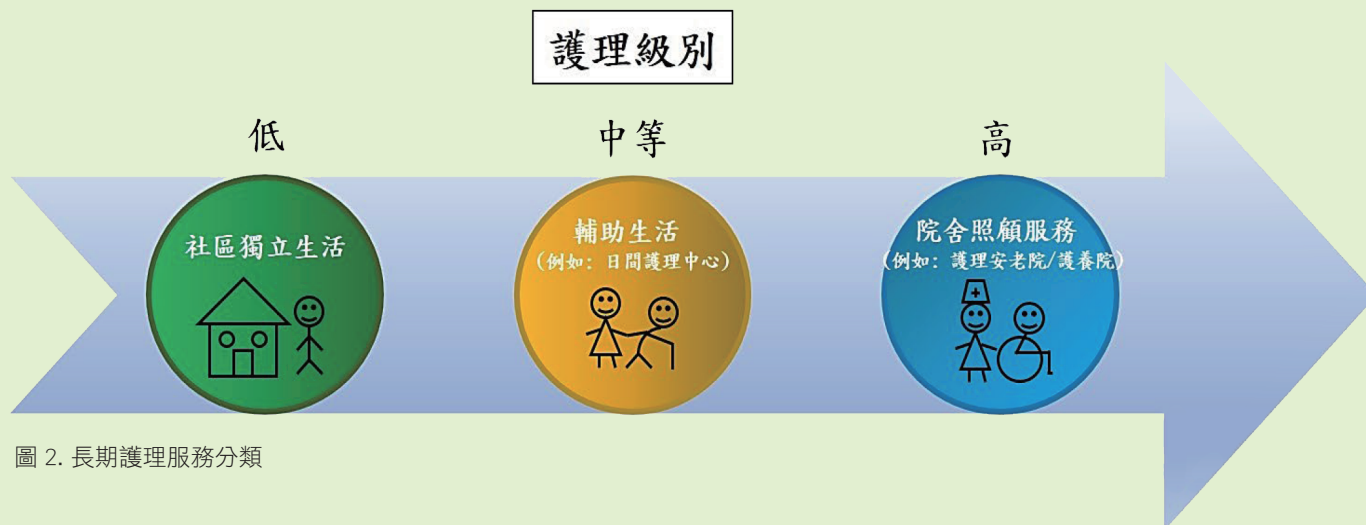 護理級別
低
中等
高
社區獨立生活
輔助生活
(例如: 日間護理中心)
院舍照顧服務
(例如: 護理安老院/護養院)
圖 2. 長期護理服務分類